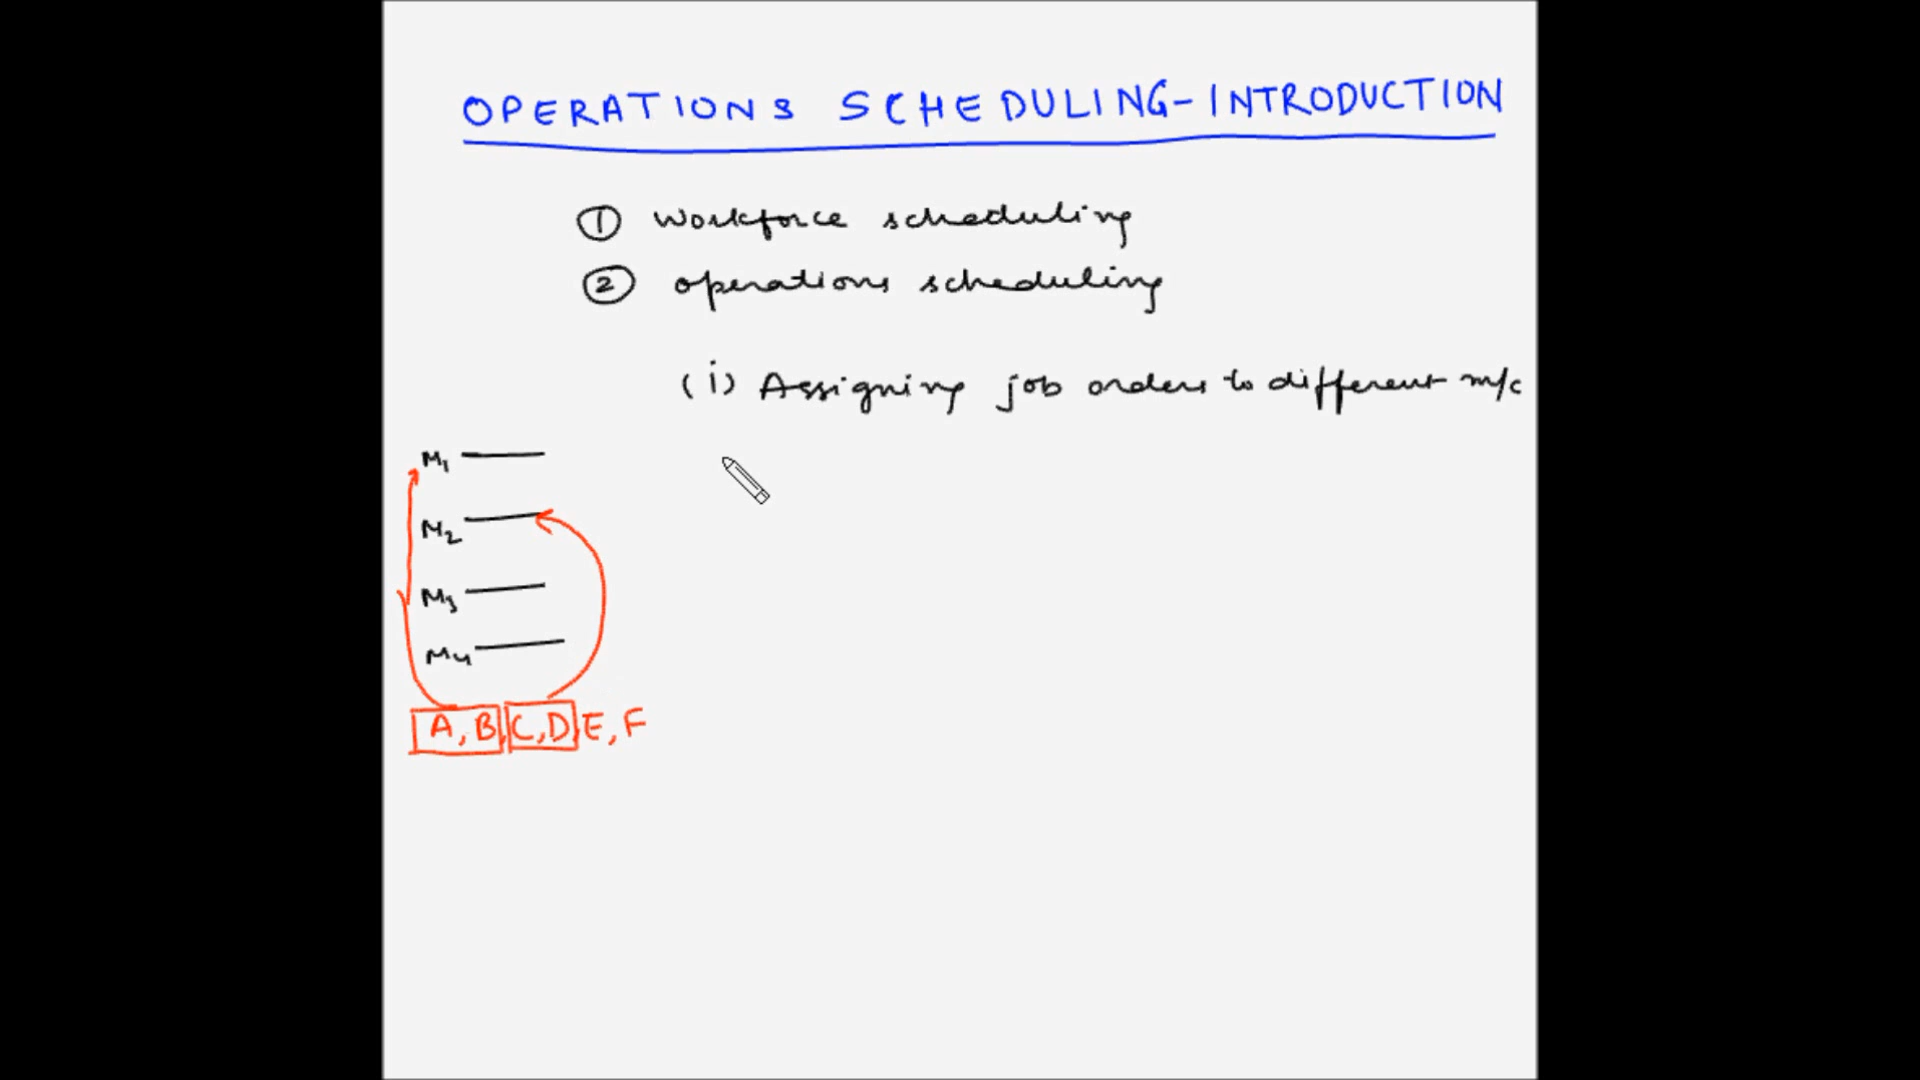 OPERATIONS SCHEDULING-INTRODUCTION
① Workforce scheduling
② operations scheduling
(i) Assigning job orders to different m/c
M1
M2
M3
M4
A, B, C, D, E, F